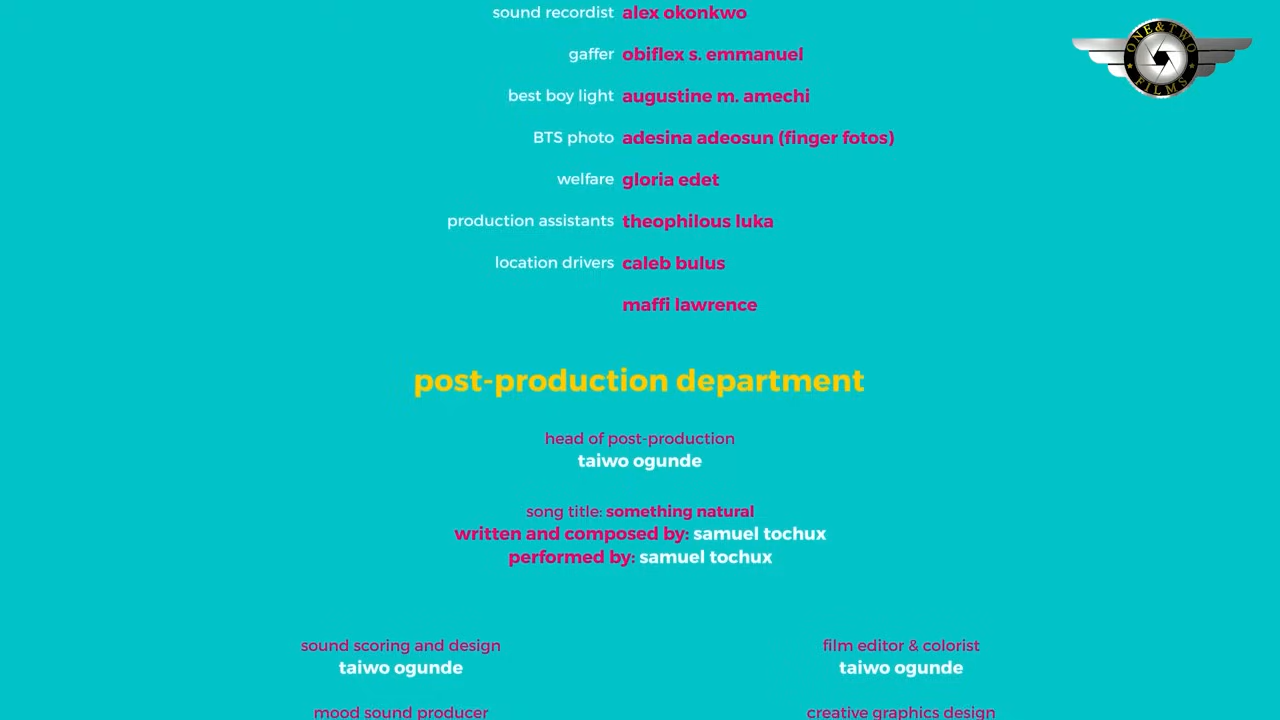 sound recordist alex okonkwo
gaffer obiflex s. emmanuel
best boy light augustine m. amechi
BTS photo adesina adeosun (finger fotos)
welfare gloria edet
production assistants theophilous luka
location drivers caleb bulus
maffi lawrence
post-production department
head of post-production
taiwo ogunde
song title: something natural
written and composed by: samuel tochux
performed by: samuel tochux
sound scoring and design
taiwo ogunde
film editor & colorist
taiwo ogunde
mood sound producer
creative graphics design
ONE&TWO
FILMS